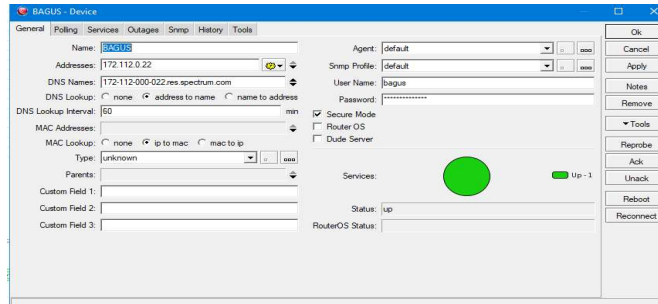 BAGUS - Device
General Polling Services Outages Snmp History Tools
Name: BAGUS
Addresses: 172.112.0.22
DNS Names: 172-112-000-022.res.spectrum.com
DNS Lookup: none address to name name to address
DNS Lookup Interval: 60 min
MAC Addresses:
MAC Lookup: none ip to mac mac to ip
Type: unknown
Parents:
Custom Field 1:
Custom Field 2:
Custom Field 3:
Agent: default
Snmp Profile: default
User Name: bagus
Password: **************
Secure Mode
Router OS
Dude Server
Services: Up - 1
Status: up
RouterOS Status:
Ok
Cancel
Apply
Notes
Remove
Tools
Reprobe
Ack
Unack
Reboot
Reconnect